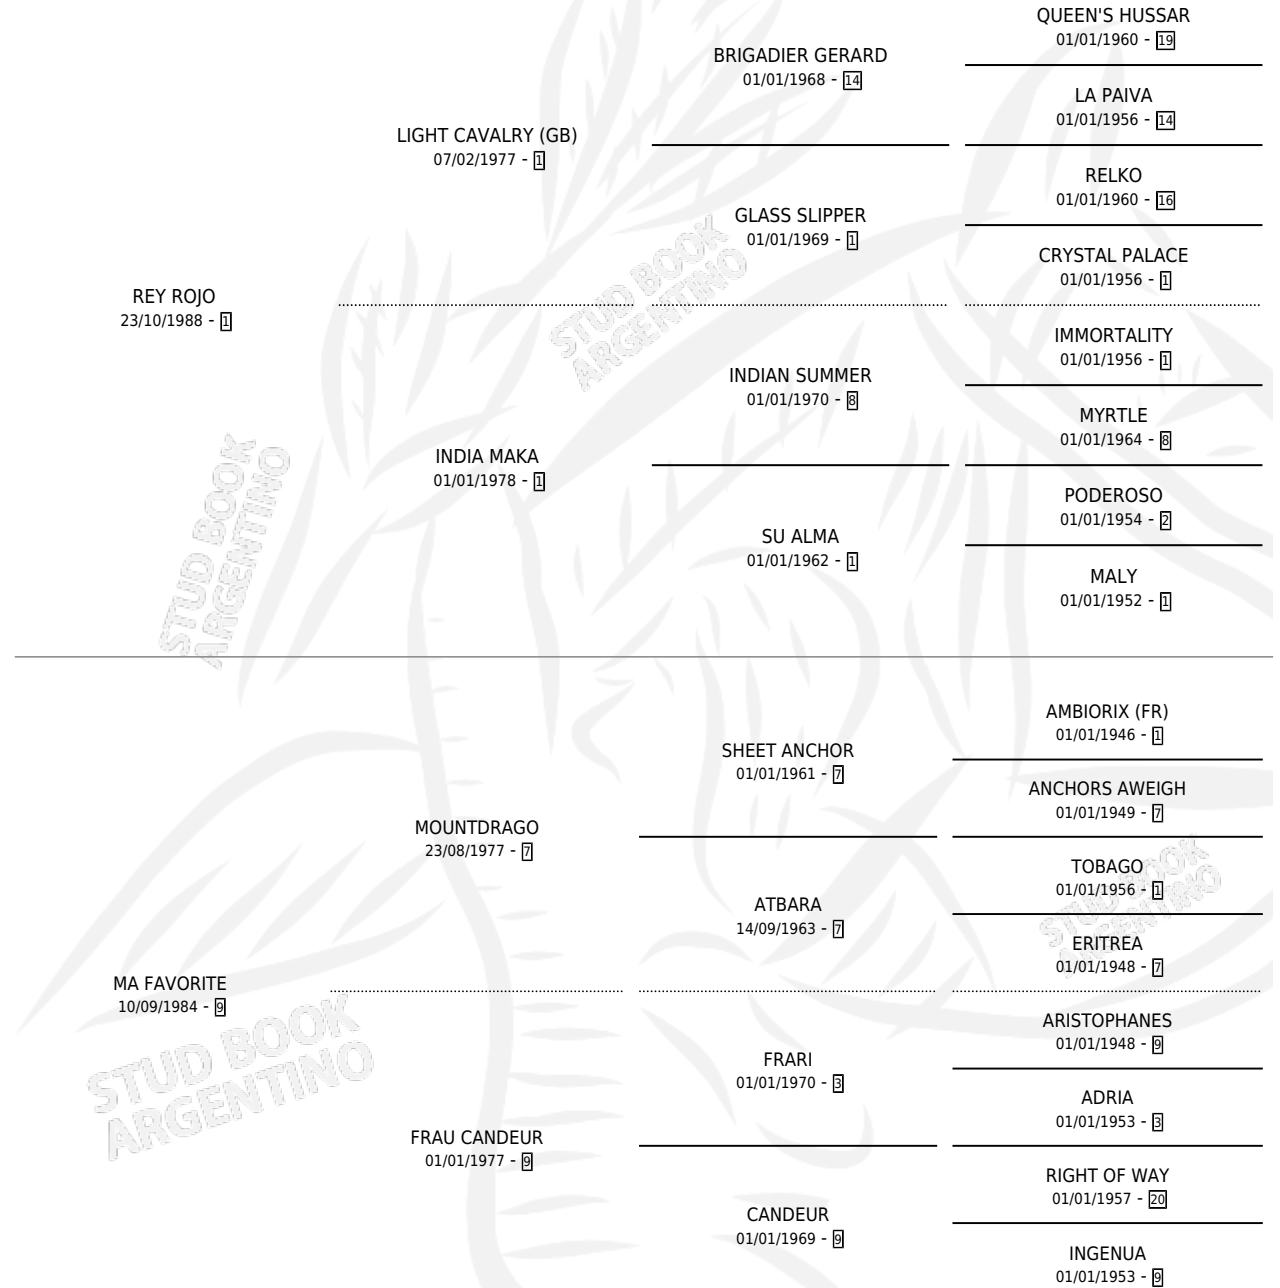 QUEEN'S HUSSAR
01/01/1960 - 19
BRIGADIER GERARD
01/01/1968 - 14
LA PAIVA
01/01/1956 - 14
LIGHT CAVALRY (GB)
07/02/1977 - 1
RELKO
01/01/1960 - 16
GLASS SLIPPER
01/01/1969 - 1
CRYSTAL PALACE
01/01/1956 - 1
REY ROJO
23/10/1988 - 1
IMMORTALITY
01/01/1956 - 1
INDIAN SUMMER
01/01/1970 - 8
MYRTLE
01/01/1964 - 8
INDIA MAKA
01/01/1978 - 1
PODEROSO
01/01/1954 - 2
SU ALMA
01/01/1962 - 1
MALY
01/01/1952 - 1
STUD BOOK
ARGENTINO
STUD BOOK
ARGENTINO
AMBIORIX (FR)
01/01/1946 - 1
SHEET ANCHOR
01/01/1961 - 7
ANCHORS AWEIGH
01/01/1949 - 7
MOUNTDRAGO
23/08/1977 - 7
TOBAGO
01/01/1956 - 1
ATBARA
14/09/1963 - 7
ERITREA
01/01/1948 - 7
MA FAVORITE
10/09/1984 - 9
ARISTOPHANES
01/01/1948 - 9
FRARI
01/01/1970 - 3
ADRIA
01/01/1953 - 3
FRAU CANDEUR
01/01/1977 - 9
RIGHT OF WAY
01/01/1957 - 20
CANDEUR
01/01/1969 - 9
INGENUA
01/01/1953 - 9
STUD BOOK
ARGENTINO
STUD BOOK
ARGENTINO